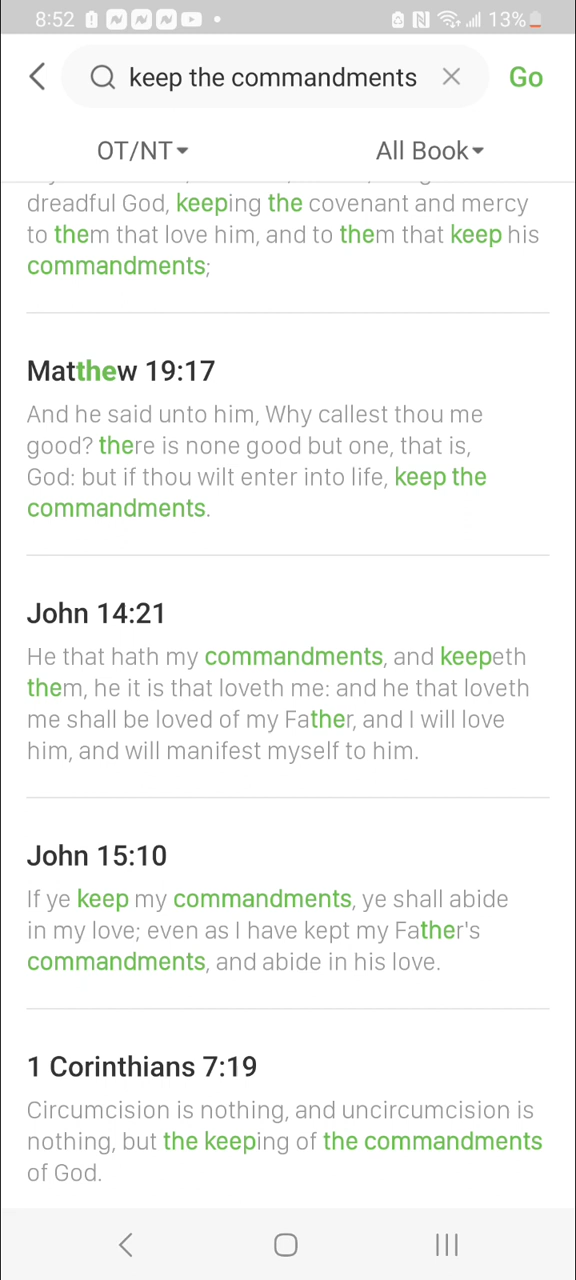 8:52
13%
keep the commandments
Go
OT/NT
All Book
dreadful God, keeping the covenant and mercy
to them that love him, and to them that keep his
commandments;
Matthew 19:17
And he said unto him, Why callest thou me
good? there is none good but one, that is,
God: but if thou wilt enter into life, keep the
commandments.
John 14:21
He that hath my commandments, and keepeth
them, he it is that loveth me: and he that loveth
me shall be loved of my Father, and I will love
him, and will manifest myself to him.
John 15:10
If ye keep my commandments, ye shall abide
in my love; even as I have kept my Father's
commandments, and abide in his love.
1 Corinthians 7:19
Circumcision is nothing, and uncircumcision is
nothing, but the keeping of the commandments
of God.